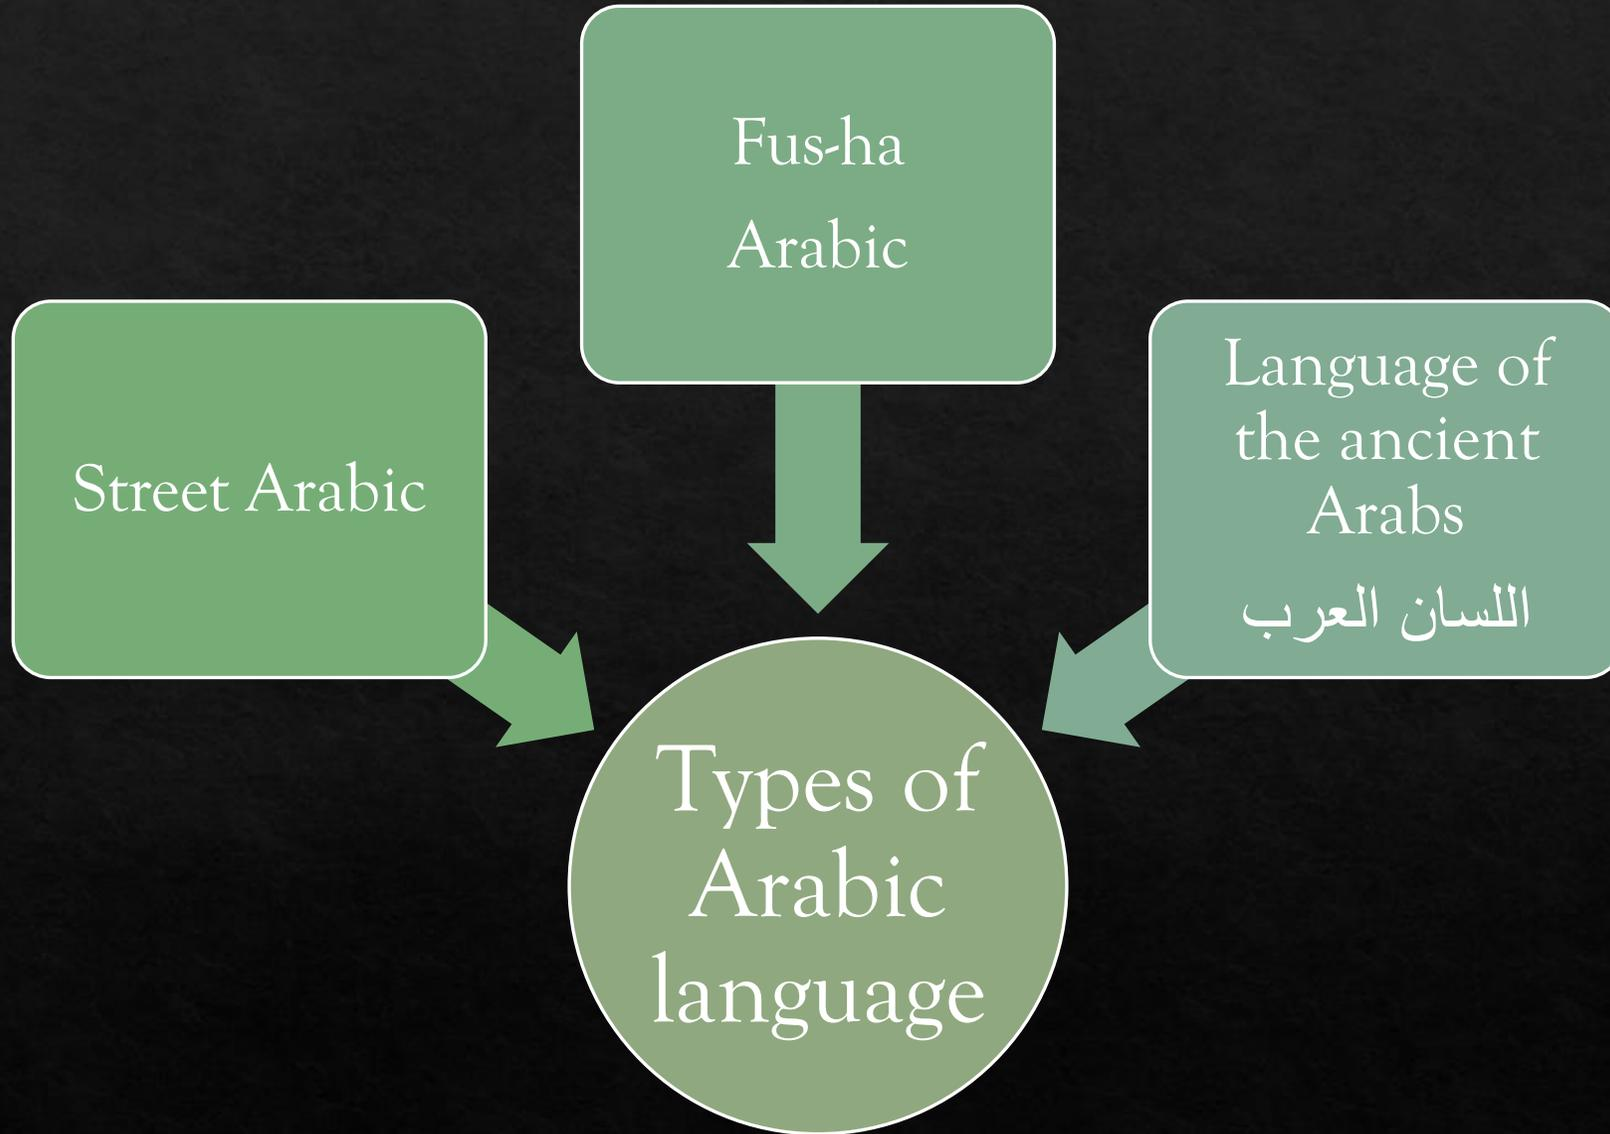 Fus-ha
Arabic
Street Arabic
Language of
the ancient
Arabs
اللسان العرب
Types of
Arabic
language